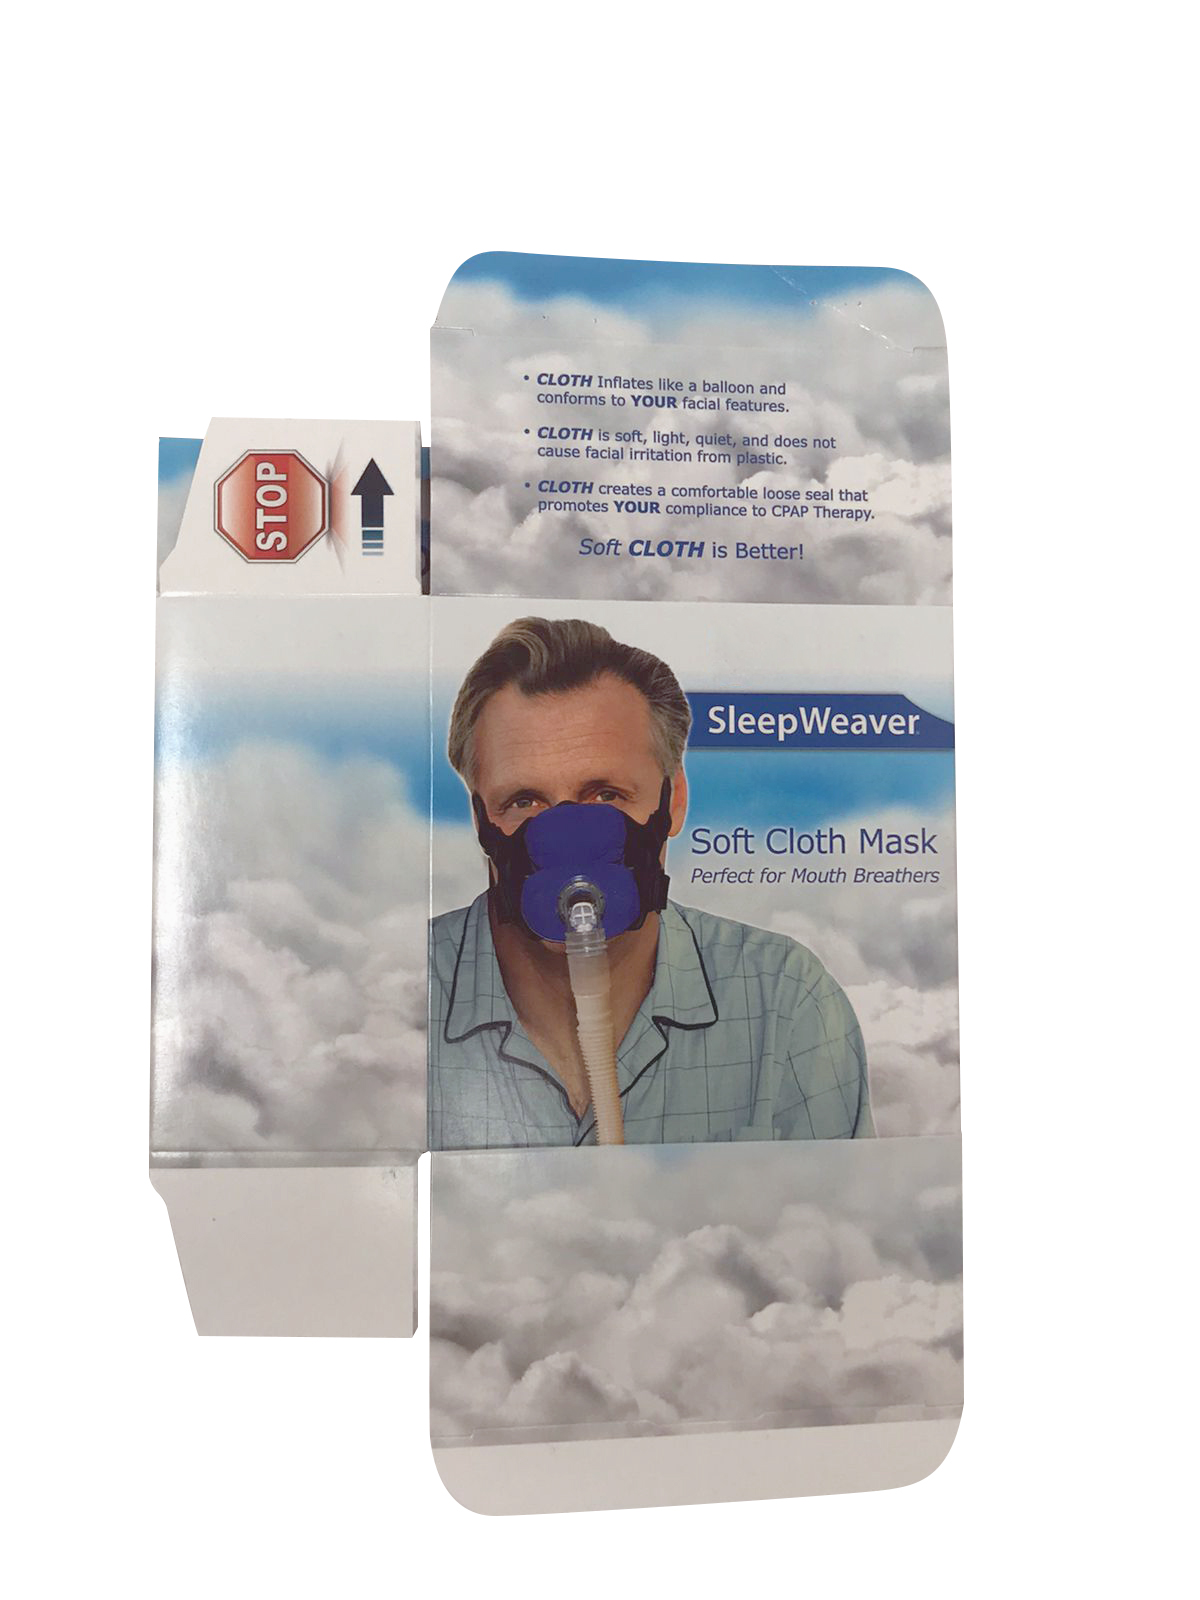 • CLOTH Inflates like a balloon and
conforms to YOUR facial features.
• CLOTH is soft, light, quiet, and does not
cause facial irritation from plastic.
• CLOTH creates a comfortable loose seal that
promotes YOUR compliance to CPAP Therapy.
Soft CLOTH is Better!
STOP
SleepWeaver
Soft Cloth Mask
Perfect for Mouth Breathers